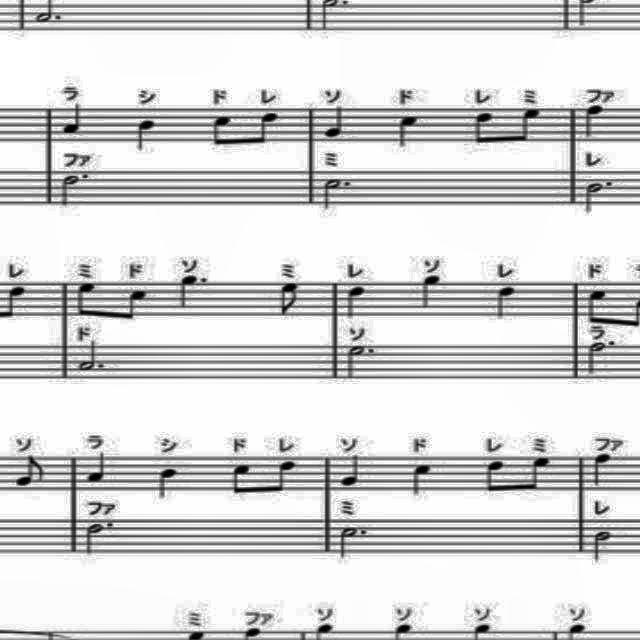 ラ シ ド レ ソ ド レ ミ ファ
ファ ミ レ
レ ミ ド ソ ミ レ ソ レ ド
ド ソ ラ
ソ ラ シ ド レ ソ ド レ ミ ファ
ファ ミ レ
ミ ファ ソ ソ ソ ソ